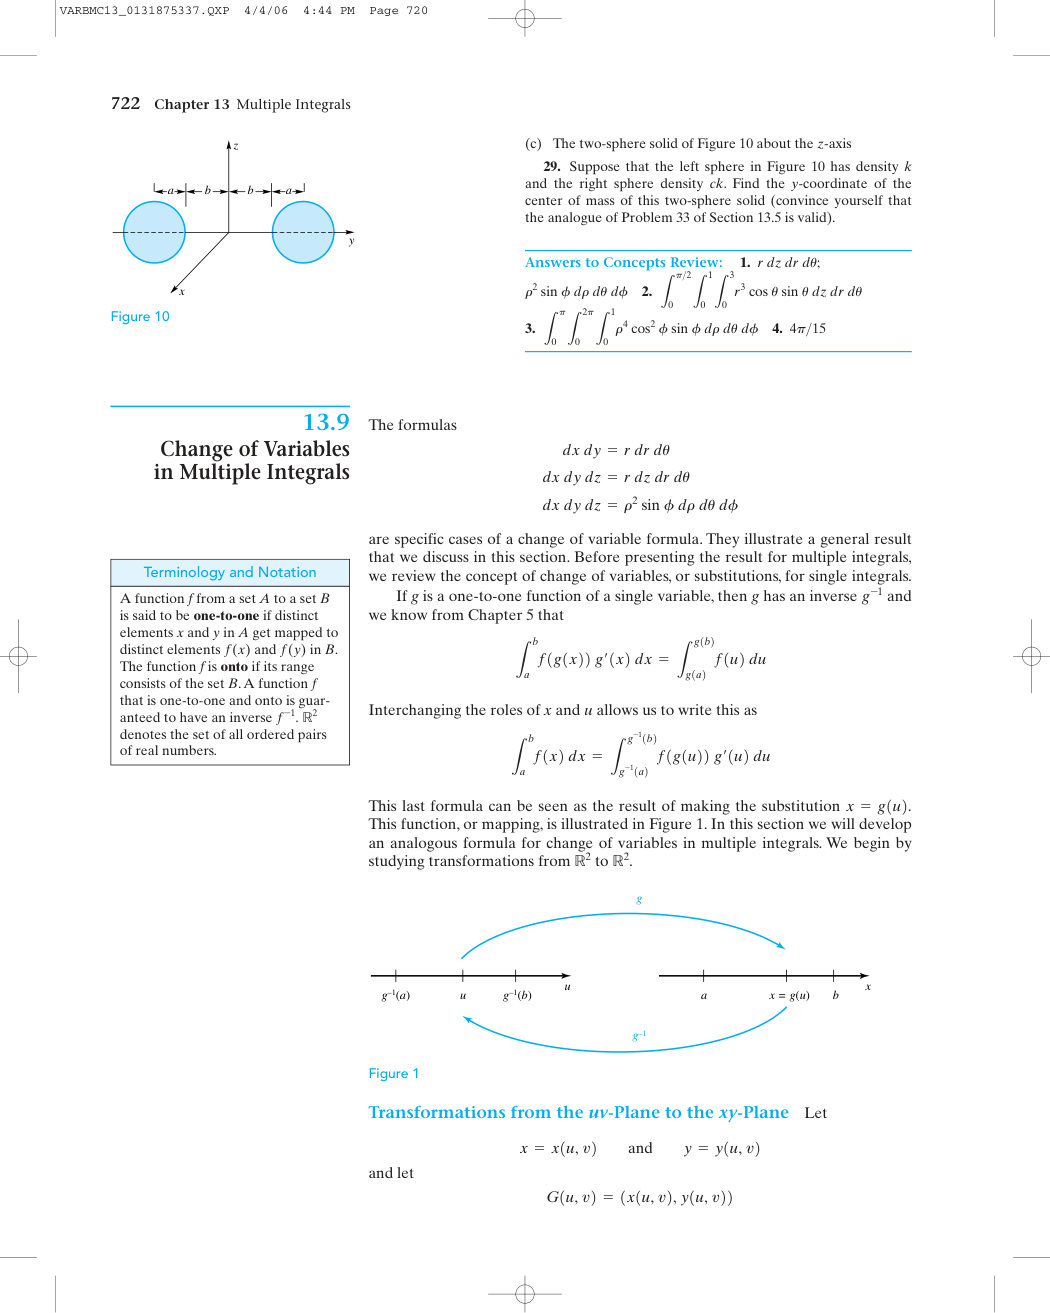 VARBMC13_0131875337.QXP 4/4/06 4:44 PM Page 720
722 Chapter 13 Multiple Integrals
z
a b b a
y
x
Figure 10
(c) The two-sphere solid of Figure 10 about the z-axis
29. Suppose that the left sphere in Figure 10 has density k
and the right sphere density ck. Find the y-coordinate of the
center of mass of this two-sphere solid (convince yourself that
the analogue of Problem 33 of Section 13.5 is valid).
Answers to Concepts Review: 1. r dz dr dθ;
ρ² sin ϕ dρ dθ dϕ 2. ∫₀^{π/2} ∫₀^1 ∫₀^3 r³ cos θ sin θ dz dr dθ
3. ∫₀^π ∫₀^{2π} ∫₀^1 ρ⁴ cos² ϕ sin ϕ dρ dθ dϕ 4. 4π/15
13.9
Change of Variables
in Multiple Integrals
The formulas
dx dy = r dr dθ
dx dy dz = r dz dr dθ
dx dy dz = ρ² sin ϕ dρ dθ dϕ
are specific cases of a change of variable formula. They illustrate a general result
that we discuss in this section. Before presenting the result for multiple integrals,
we review the concept of change of variables, or substitutions, for single integrals.
If g is a one-to-one function of a single variable, then g has an inverse g⁻¹ and
we know from Chapter 5 that
∫_a^b f(g(x)) g′(x) dx = ∫_{g(a)}^{g(b)} f(u) du
Interchanging the roles of x and u allows us to write this as
∫_a^b f(x) dx = ∫_{g⁻¹(a)}^{g⁻¹(b)} f(g(u)) g′(u) du
This last formula can be seen as the result of making the substitution x = g(u).
This function, or mapping, is illustrated in Figure 1. In this section we will develop
an analogous formula for change of variables in multiple integrals. We begin by
studying transformations from ℝ² to ℝ².
Terminology and Notation
A function f from a set A to a set B
is said to be one-to-one if distinct
elements x and y in A get mapped to
distinct elements f(x) and f(y) in B.
The function f is onto if its range
consists of the set B. A function f
that is one-to-one and onto is guar-
anteed to have an inverse f⁻¹. ℝ²
denotes the set of all ordered pairs
of real numbers.
g
g⁻¹(a) u g⁻¹(b) u a x = g(u) b x
g⁻¹
Figure 1
Transformations from the uv-Plane to the xy-Plane Let
x = x(u, v) and y = y(u, v)
and let
G(u, v) = (x(u, v), y(u, v))